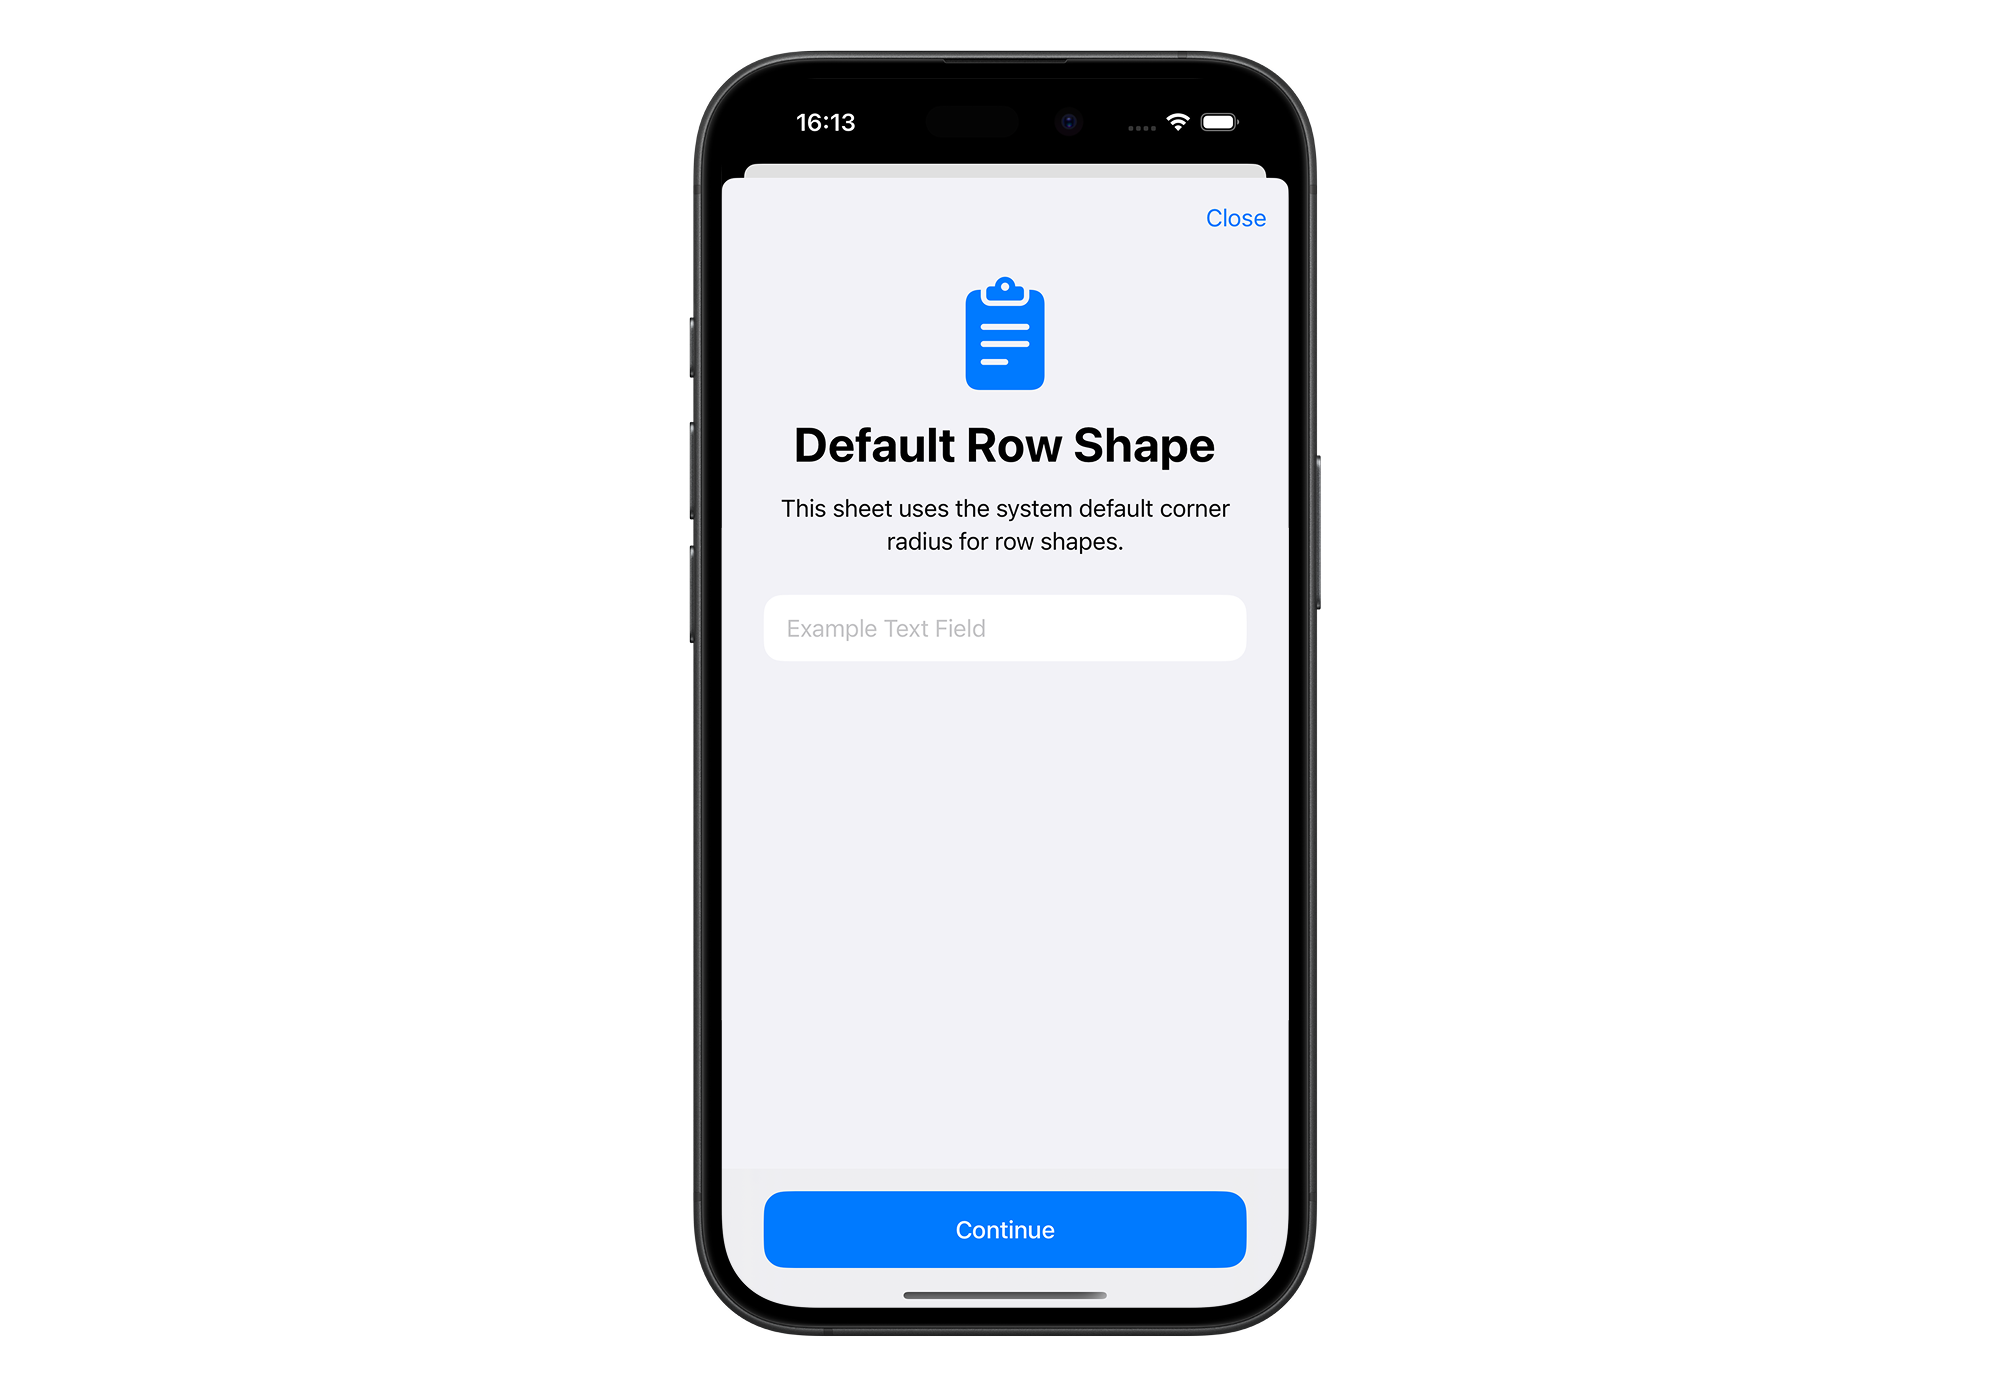 16:13
Close
Default Row Shape
This sheet uses the system default corner
radius for row shapes.
Example Text Field
Continue